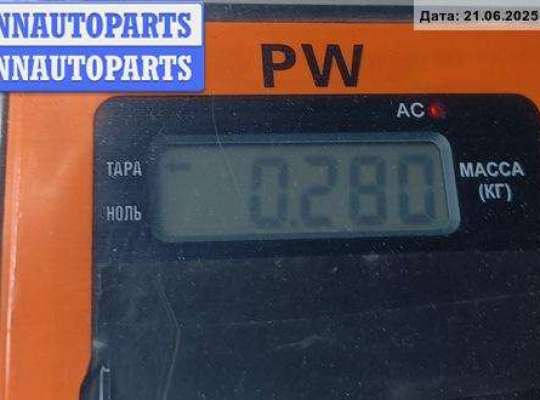 NNAUTOPARTS
NNAUTOPARTS
Дата: 21.06.2025
PW
AC
ТАРА
НОЛЬ
0.280
МАССА
(КГ)